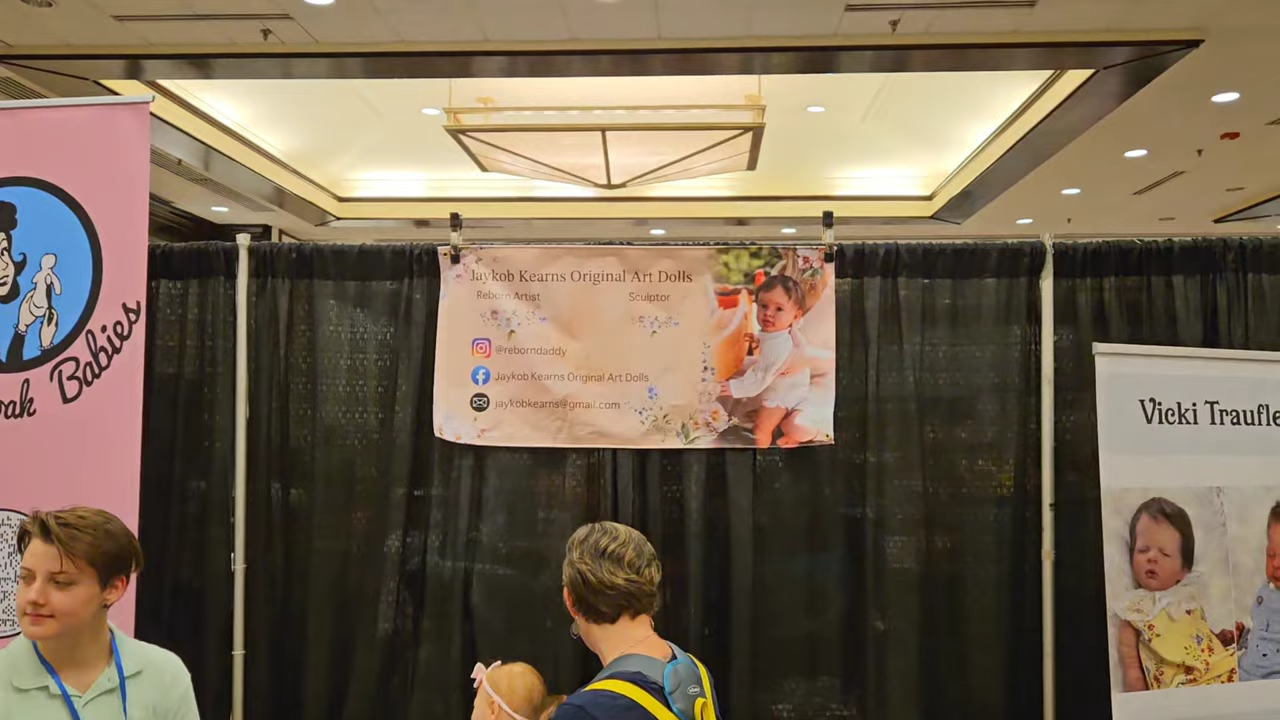 Jaykob Kearns Original Art Dolls
Reborn Artist
Sculptor
@reborndaddy
Jaykob Kearns Original Art Dolls
jaykobkearns@gmail.com
Babies
Vicki